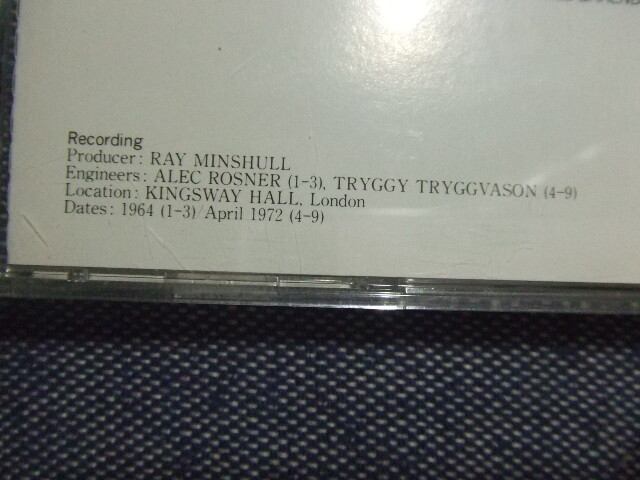 Recording
Producer: RAY MINSHULL
Engineers: ALEC ROSNER (1-3), TRYGGY TRYGGVASON (4-9)
Location: KINGSWAY HALL, London
Dates: 1964 (1-3)/April 1972 (4-9)